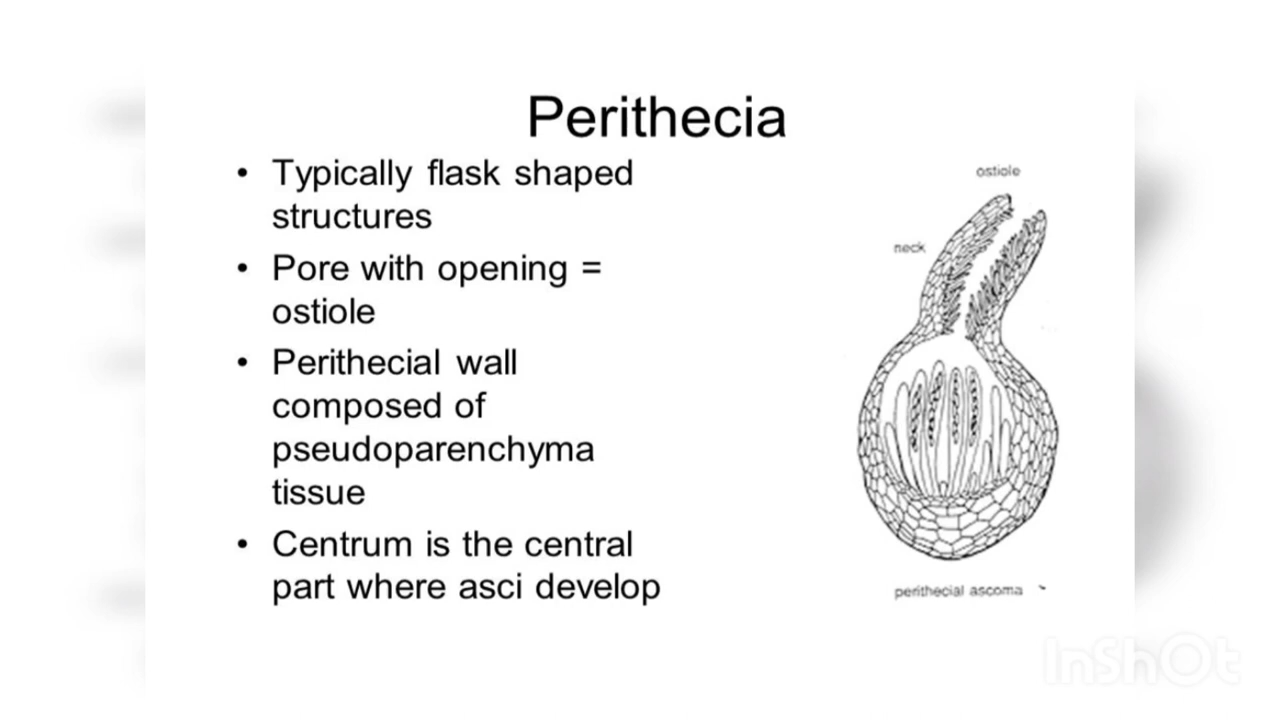 Perithecia
• Typically flask shaped
structures
• Pore with opening =
ostiole
• Perithecial wall
composed of
pseudoparenchyma
tissue
• Centrum is the central
part where asci develop
ostiole
neck
perithecial ascoma
InShOt